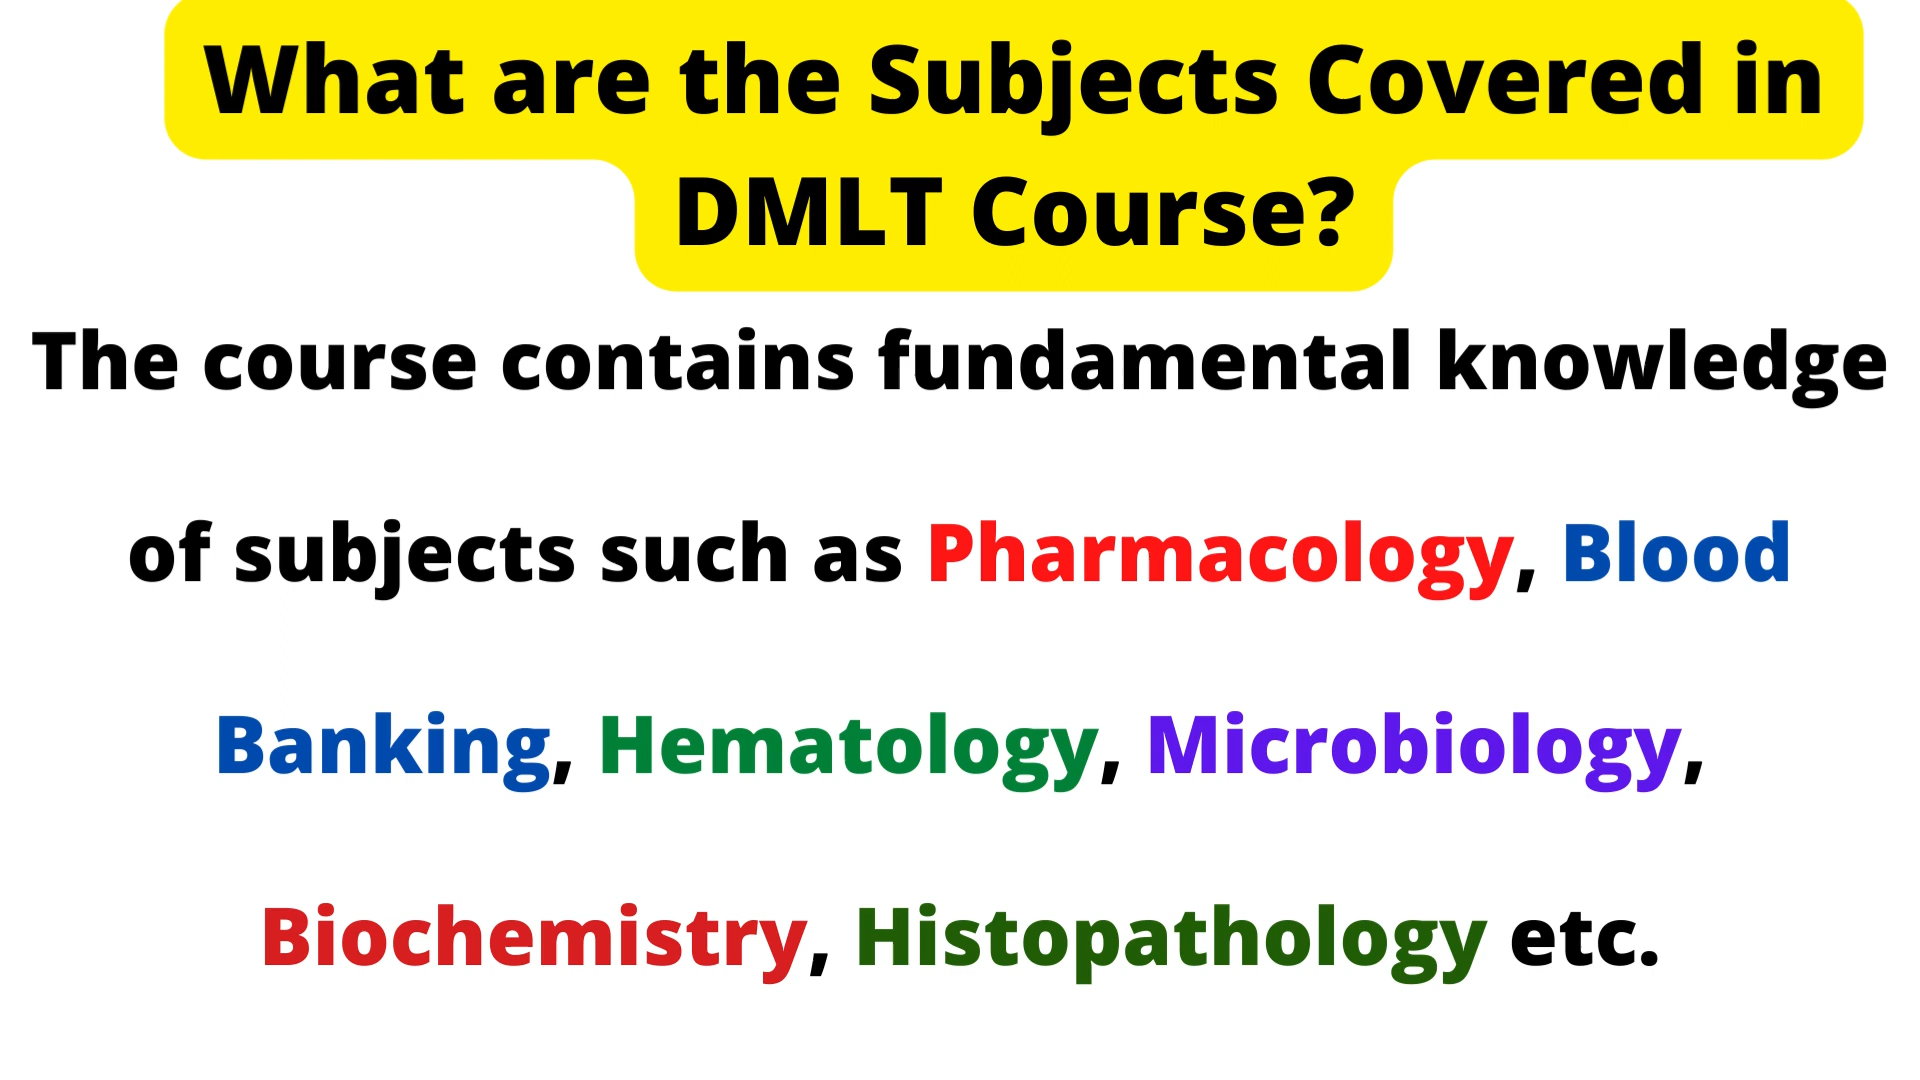 What are the Subjects Covered in
DMLT Course?
The course contains fundamental knowledge
of subjects such as Pharmacology, Blood
Banking, Hematology, Microbiology,
Biochemistry, Histopathology etc.